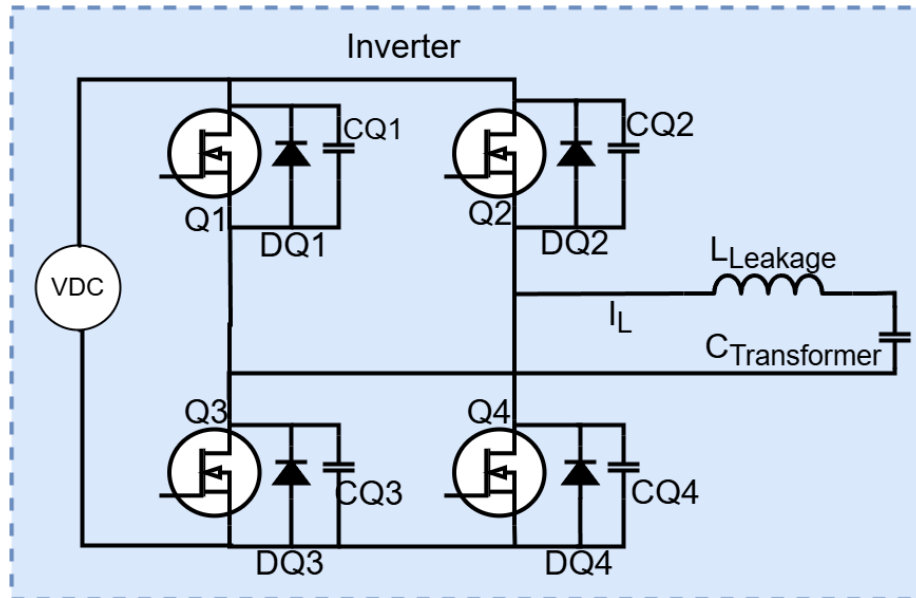 Inverter
CQ1
CQ2
Q1
Q2
DQ1
DQ2
VDC
LLeakage
IL
CTransformer
Q3
Q4
CQ3
CQ4
DQ3
DQ4